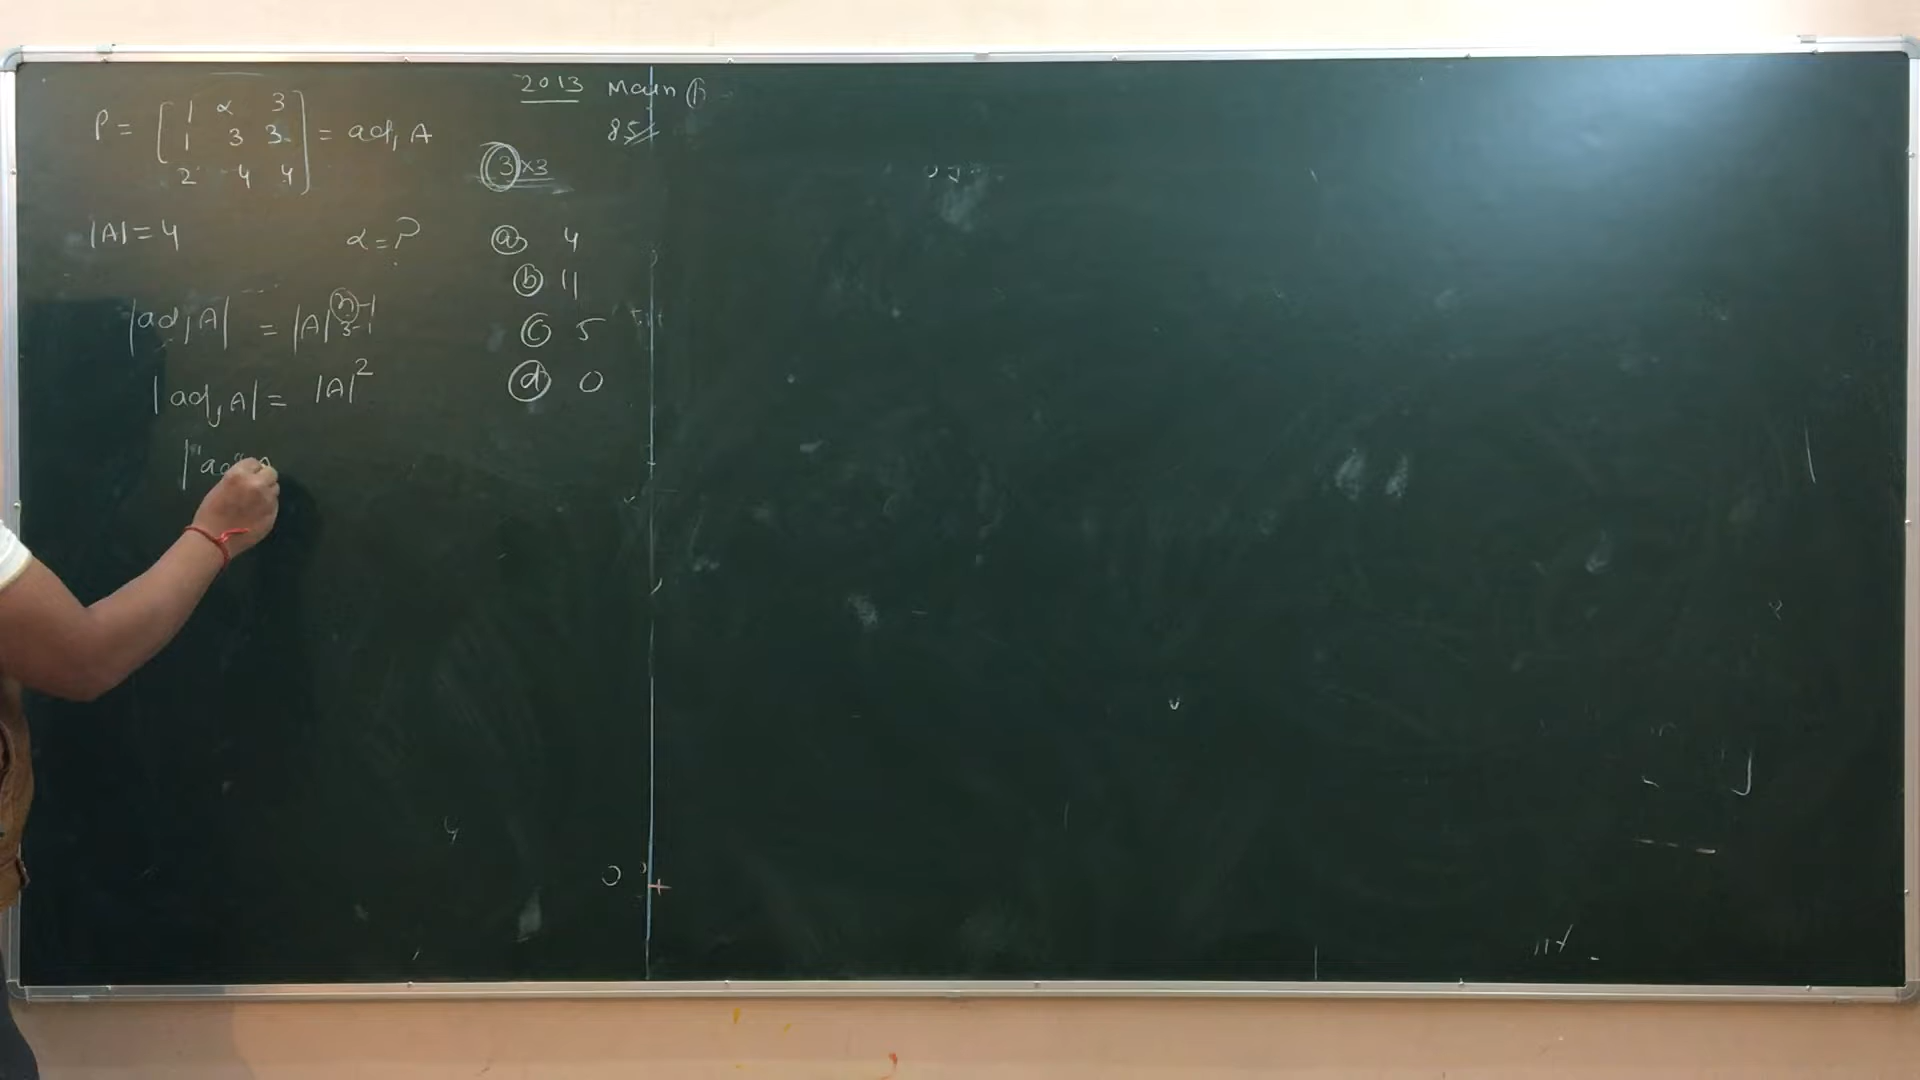 2013 Main (h)
P = [ 1 α 3
1 3 3
2 4 4 ] = adj A
85
3×3
|A| = 4
α = ?
(a) 4
(b) 11
(c) 5
(d) 0
|adj A| = |A|^(n-1)
3-1
|adj A| = |A|^2